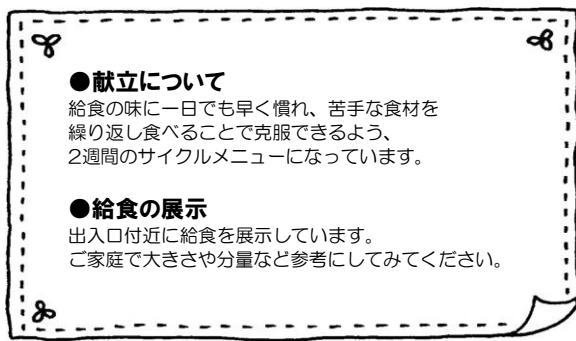 ●献立について
給食の味に一日でも早く慣れ、苦手な食材を
繰り返し食べることで克服できるよう、
2週間のサイクルメニューになっています。
●給食の展示
出入口付近に給食を展示しています。
ご家庭で大きさや分量など参考にしてみてください。